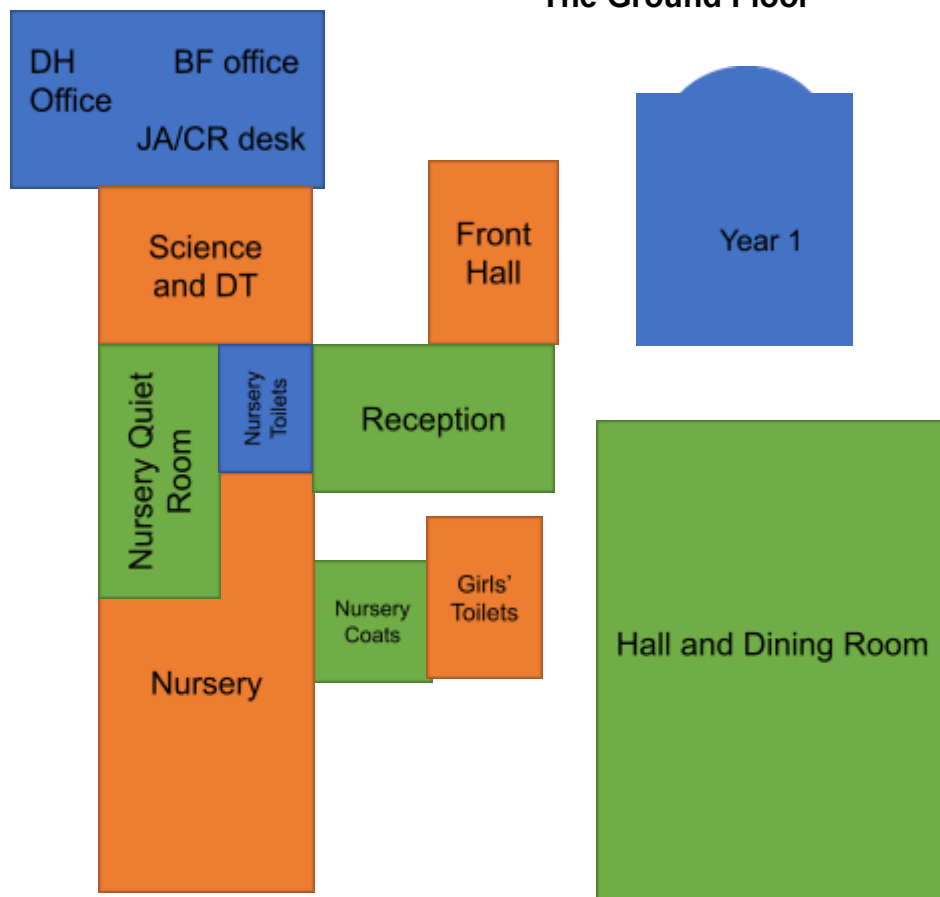 The Ground Floor
DH
Office
BF office
JA/CR desk
Science
and DT
Front
Hall
Year 1
Nursery Quiet
Room
Nursery
Toilets
Reception
Nursery
Coats
Girls’
Toilets
Hall and Dining Room
Nursery